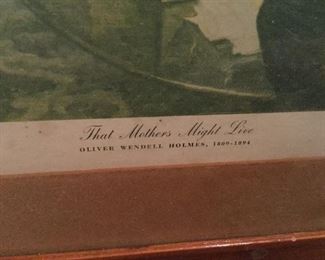 That Mothers Might Live
OLIVER WENDELL HOLMES, 1809-1894